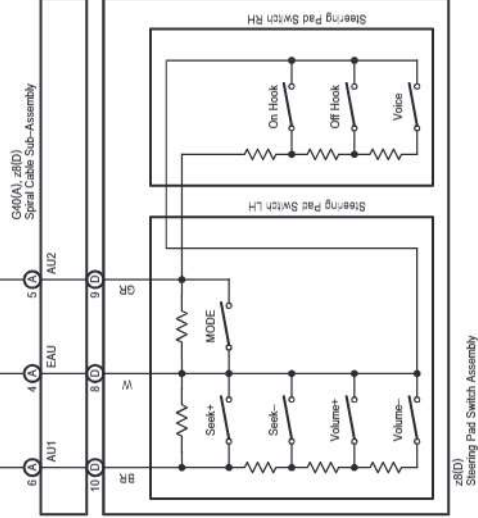 G40(A), z8(D)
Spiral Cable Sub–Assembly
6 A
AU1
4 A
EAU
5 A
AU2
10 D
8 D
9 D
BR
W
GR
Steering Pad Switch LH
Steering Pad Switch RH
MODE
Seek+
Seek–
Volume+
Volume–
On Hook
Off Hook
Voice
z8(D)
Steering Pad Switch Assembly